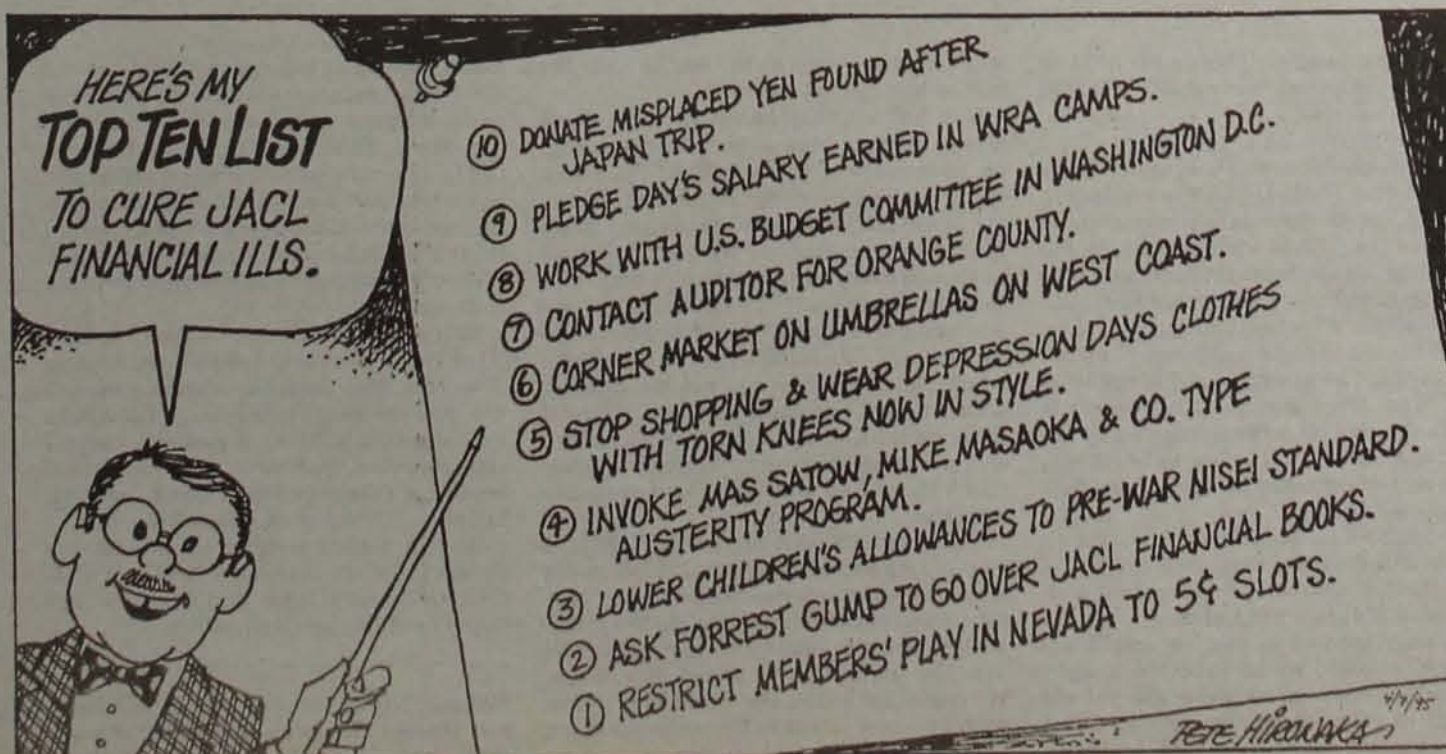 HERE'S MY
TOP TEN LIST
TO CURE JACL
FINANCIAL ILLS.
⑩ DONATE MISPLACED YEN FOUND AFTER
JAPAN TRIP.
⑨ PLEDGE DAY'S SALARY EARNED IN WRA CAMPS.
⑧ WORK WITH U.S. BUDGET COMMITTEE IN WASHINGTON D.C.
⑦ CONTACT AUDITOR FOR ORANGE COUNTY.
⑥ CORNER MARKET ON UMBRELLAS ON WEST COAST.
⑤ STOP SHOPPING & WEAR DEPRESSION DAYS CLOTHES
WITH TORN KNEES NOW IN STYLE.
④ INVOKE MAS SATOW, MIKE MASAOKA & CO. TYPE
AUSTERITY PROGRAM.
③ LOWER CHILDREN'S ALLOWANCES TO PRE-WAR NISEI STANDARD.
② ASK FORREST GUMP TO GO OVER JACL FINANCIAL BOOKS.
① RESTRICT MEMBERS' PLAY IN NEVADA TO 5¢ SLOTS.
PETE HIRONAKA